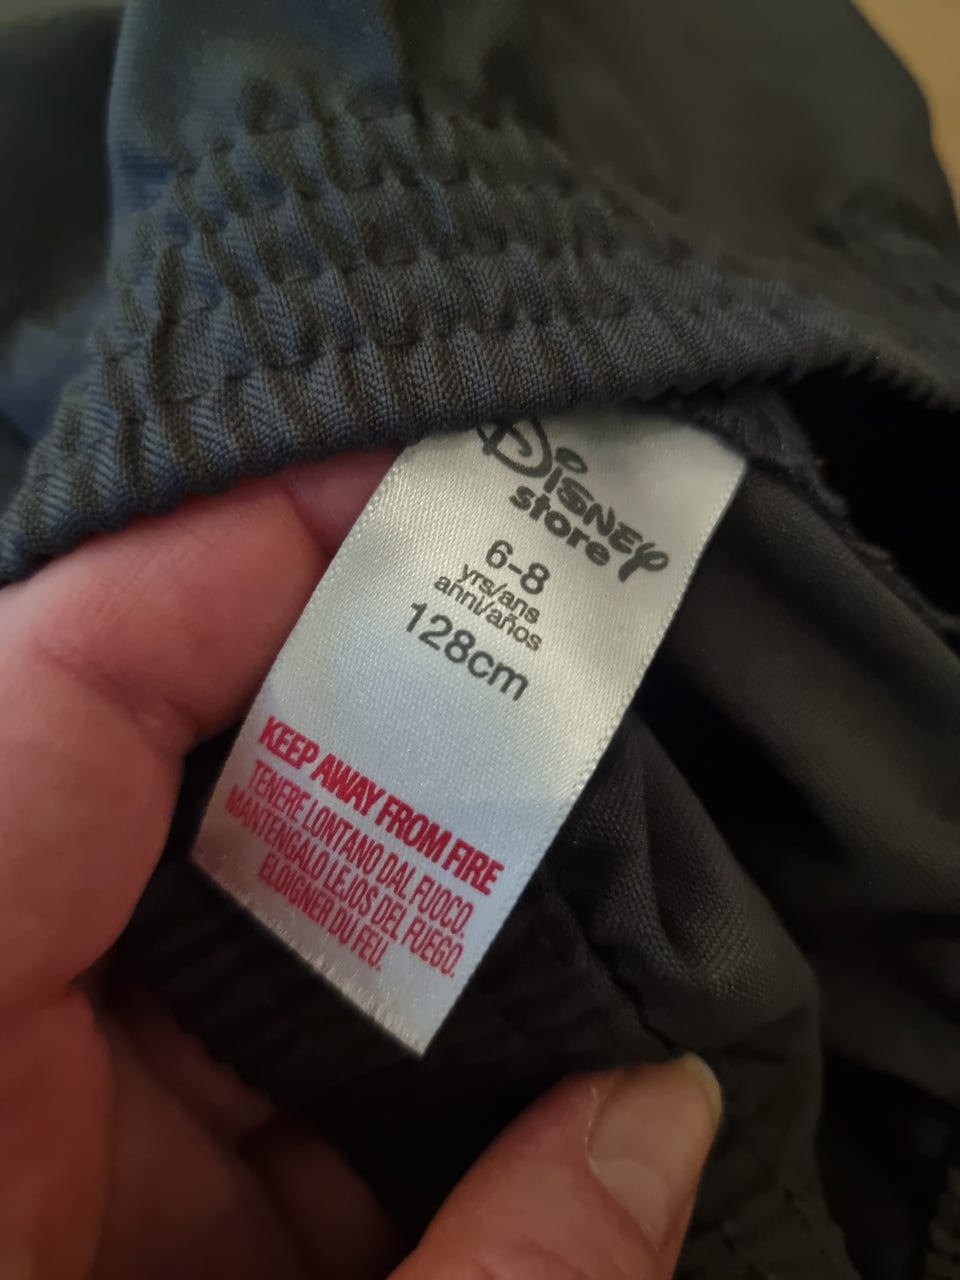 Disney
store
6-8
yrs/ans
anni/años
128cm
KEEP AWAY FROM FIRE
TENERE LONTANO DAL FUOCO.
MANTENGALO LEJOS DEL FUEGO.
ELOIGNER DU FEU.